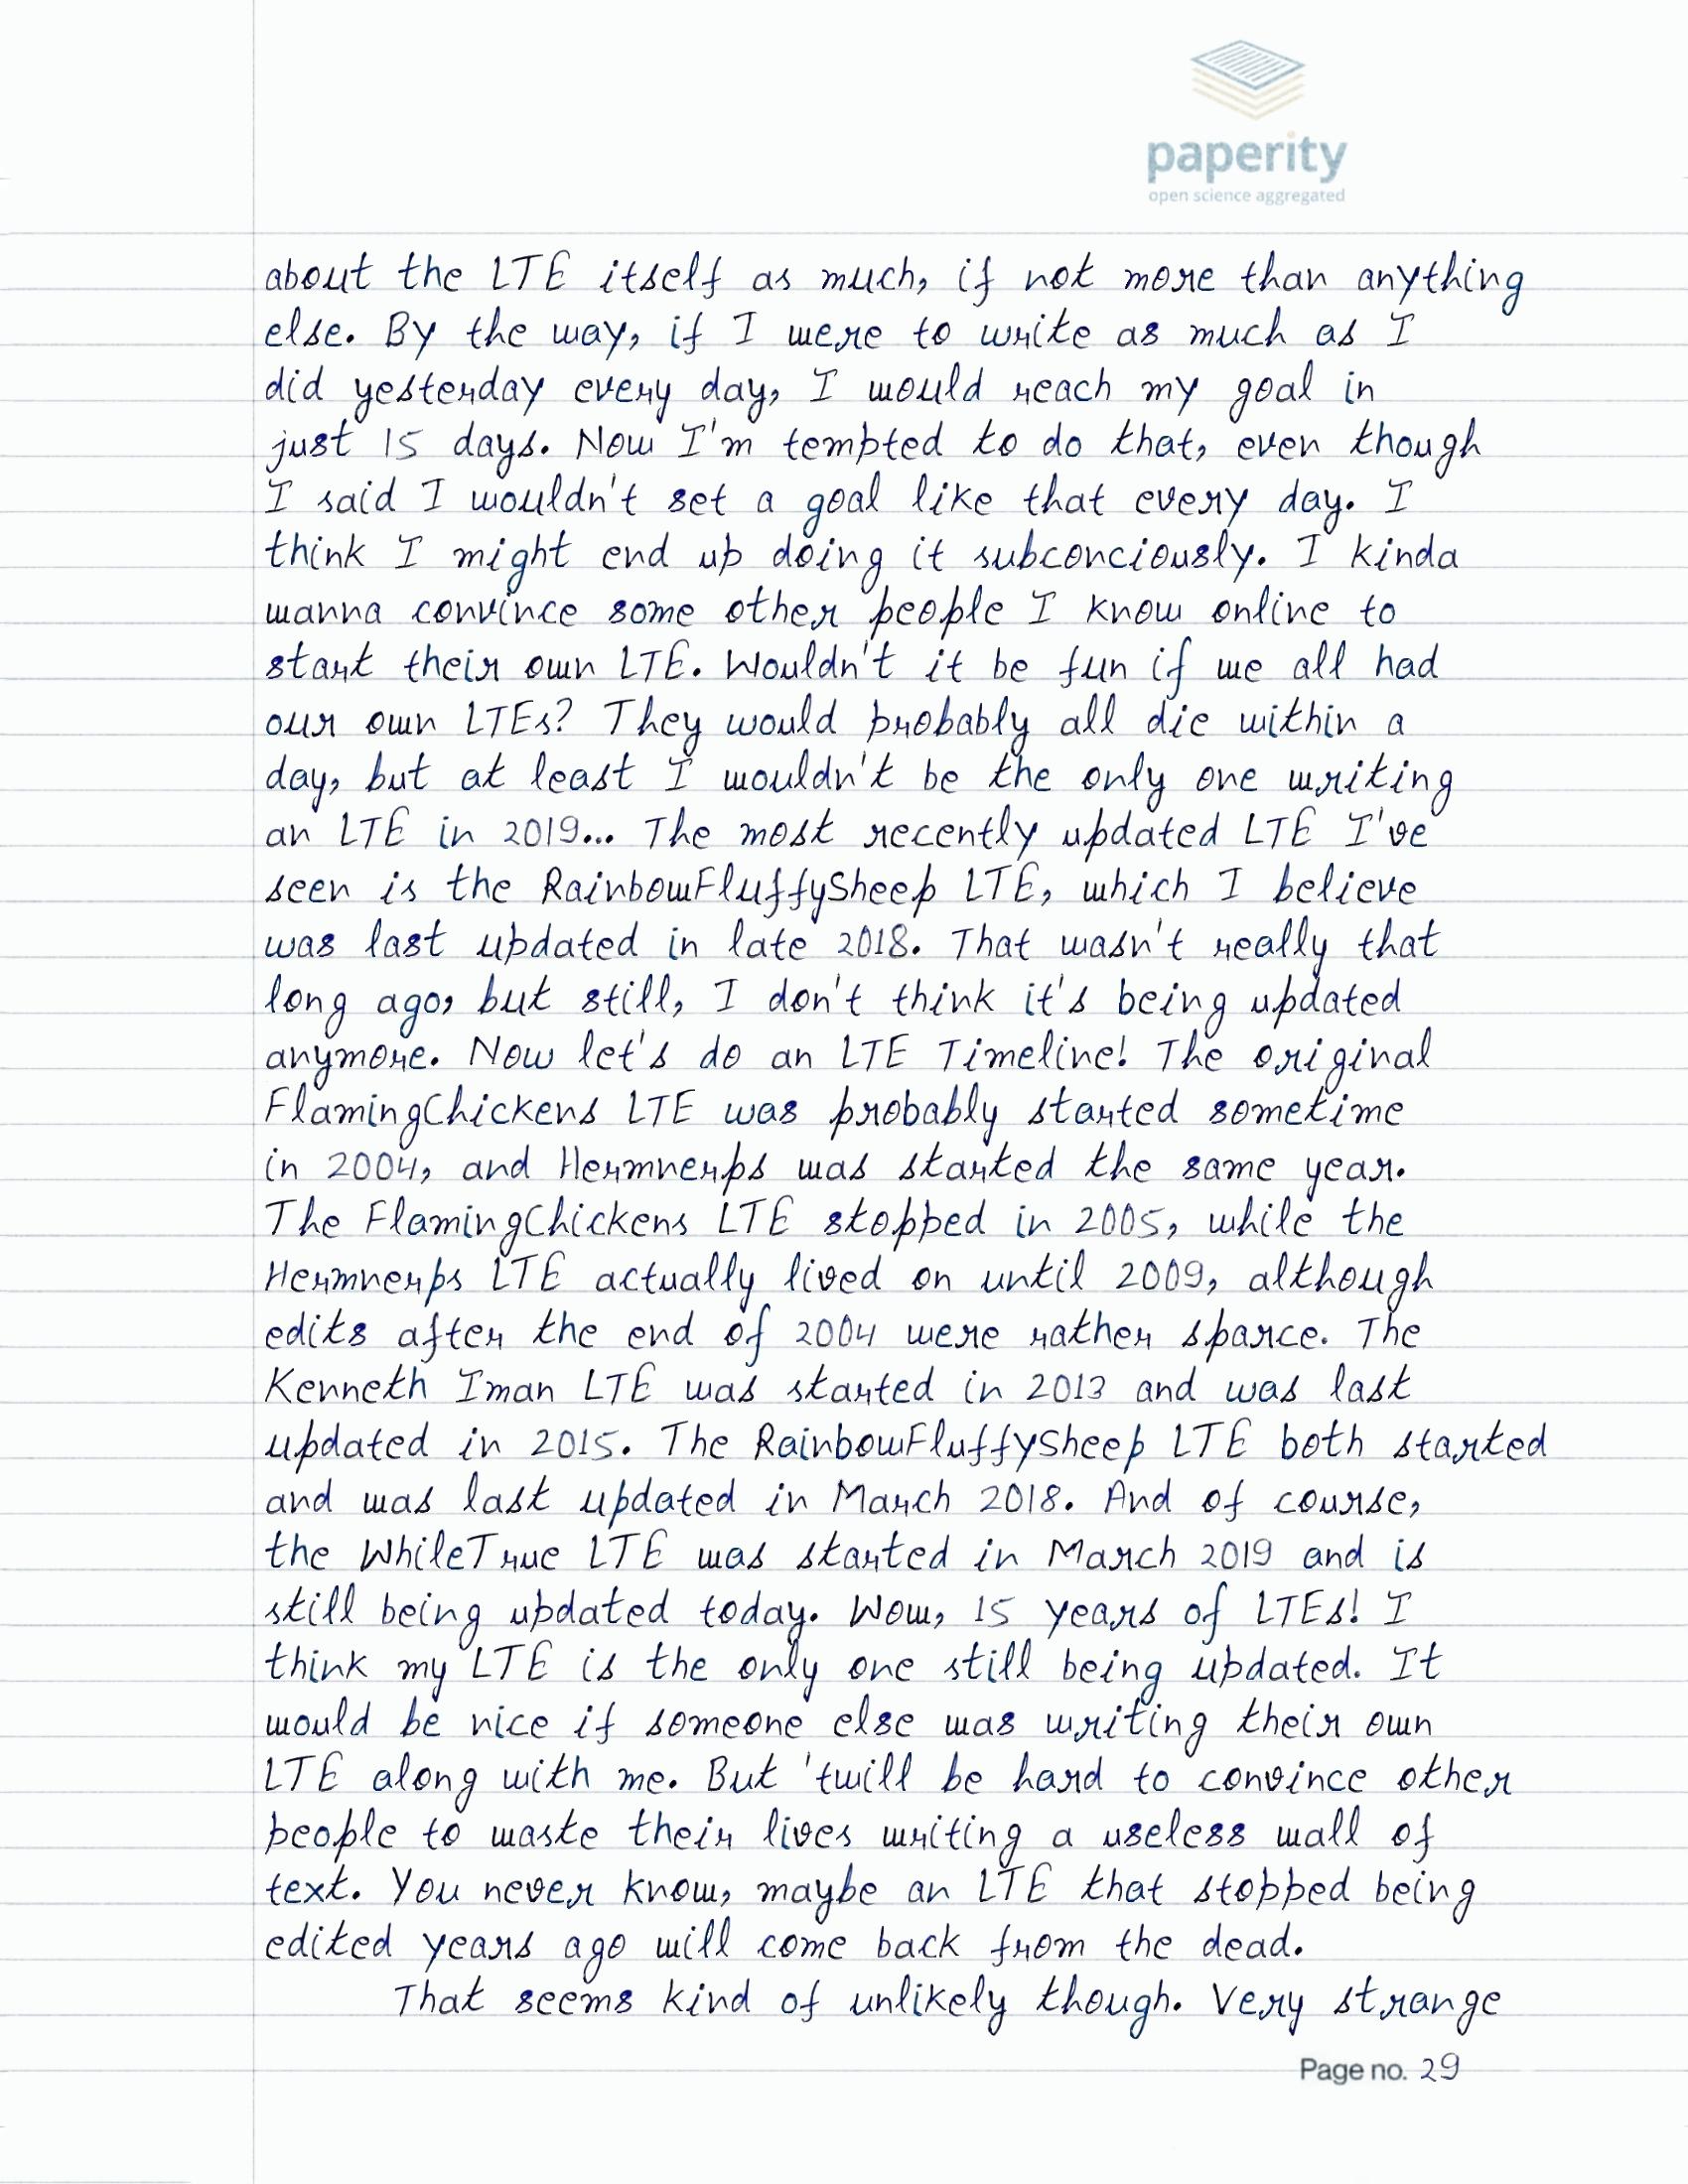 paperity
open science aggregated
about the LTE itself as much, if not more than anything
else. By the way, if I were to write as much as I
did yesterday every day, I would reach my goal in
just 15 days. Now I'm tempted to do that, even though
I said I wouldn't set a goal like that every day. I
think I might end up doing it subconciously. I kinda
wanna convince some other people I know online to
start their own LTE. Wouldn't it be fun if we all had
our own LTEs? They would probably all die within a
day, but at least I wouldn't be the only one writing
an LTE in 2019... The most recently updated LTE I've
seen is the RainbowFluffySheep LTE, which I believe
was last updated in late 2018. That wasn't really that
long ago, but still, I don't think it's being updated
anymore. Now let's do an LTE Timeline! The original
FlamingChickens LTE was probably started sometime
in 2004, and Hermnerps was started the same year.
The FlamingChickens LTE stopped in 2005, while the
Hermnerps LTE actually lived on until 2009, although
edits after the end of 2004 were rather sparce. The
Kenneth Iman LTE was started in 2013 and was last
updated in 2015. The RainbowFluffySheep LTE both started
and was last updated in March 2018. And of course,
the WhileTrue LTE was started in March 2019 and is
still being updated today. Wow, 15 years of LTEs! I
think my LTE is the only one still being updated. It
would be nice if someone else was writing their own
LTE along with me. But 'twill be hard to convince other
people to waste their lives writing a useless wall of
text. You never know, maybe an LTE that stopped being
edited years ago will come back from the dead.
That seems kind of unlikely though. Very strange
Page no. 29